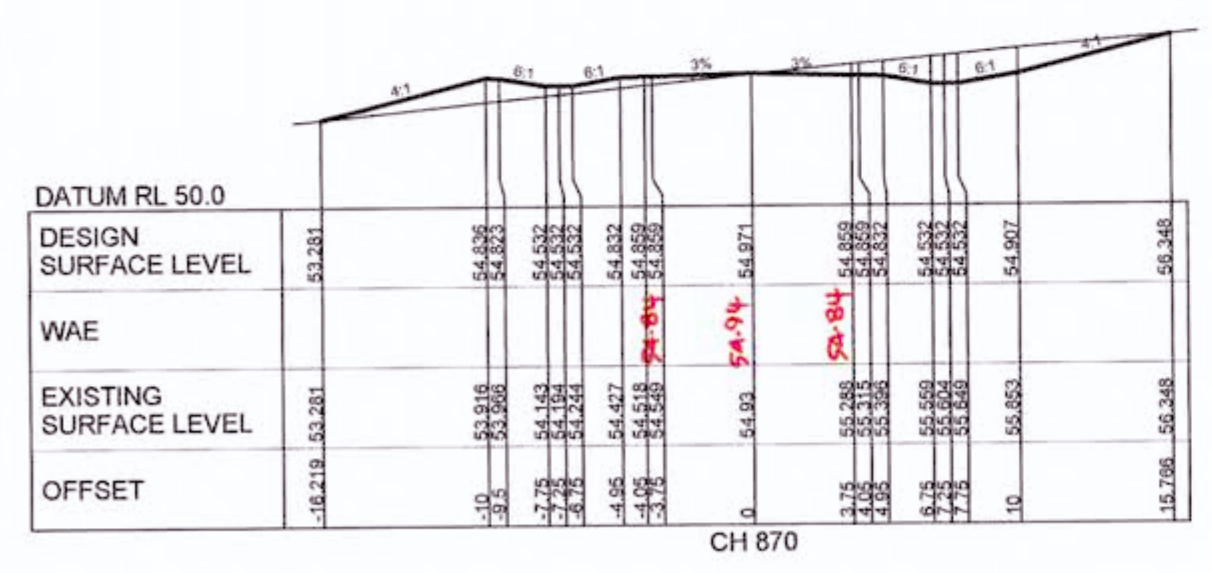 4:1 6:1 6:1 3% 3% 6:1 6:1 4:1
DATUM RL 50.0
DESIGN
SURFACE LEVEL
53.281 54.836 54.823 54.532 54.532 54.532 54.832 54.859 54.859 54.971 54.859 54.859 54.832 54.532 54.532 54.532 54.907 56.348
WAE
54.84 54.94 54.84
EXISTING
SURFACE LEVEL
53.281 53.916 53.966 54.143 54.194 54.244 54.427 54.518 54.549 54.93 55.288 55.315 55.396 55.559 55.604 55.649 55.853 56.348
OFFSET
-16.219 -10 -9.5 -7.75 -7.25 -6.75 -4.95 -4.05 -3.75 0 3.75 4.05 4.95 6.75 7.25 7.75 10 15.766
CH 870